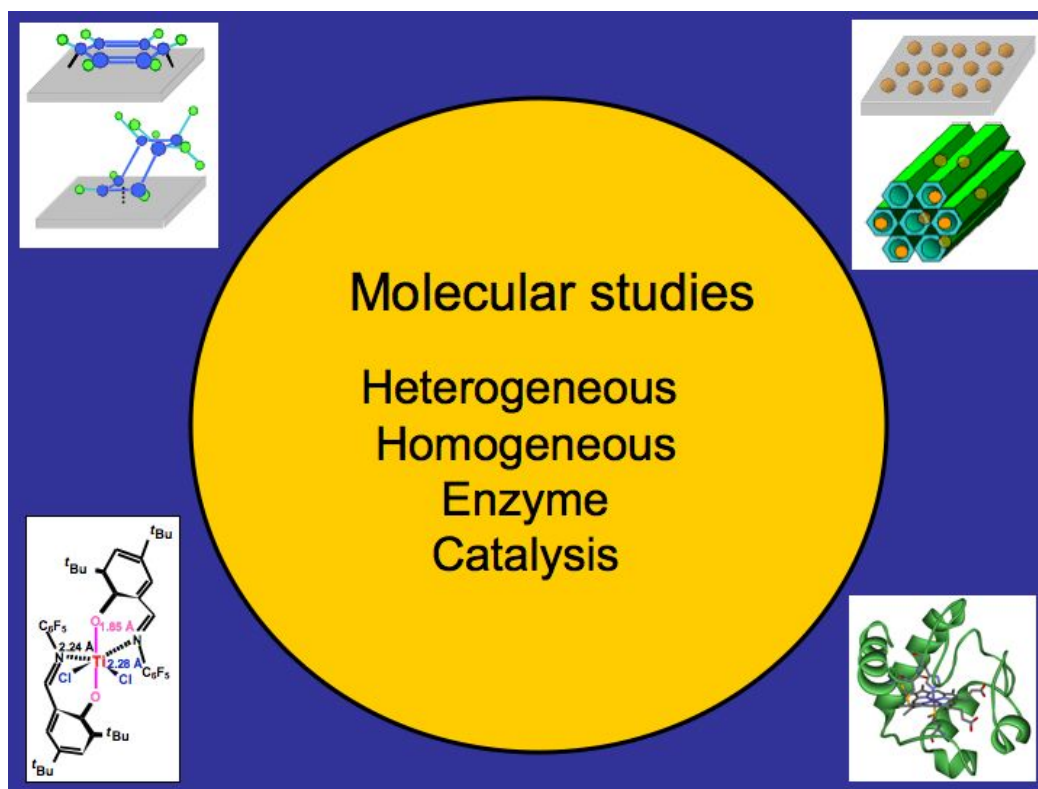 Molecular studies
Heterogeneous
Homogeneous
Enzyme
Catalysis
tBu
tBu
O 1.65 Å
C6F5
2.24 Å
N
N
Ti 2.28 Å
C6F5
Cl
Cl
O
tBu
tBu